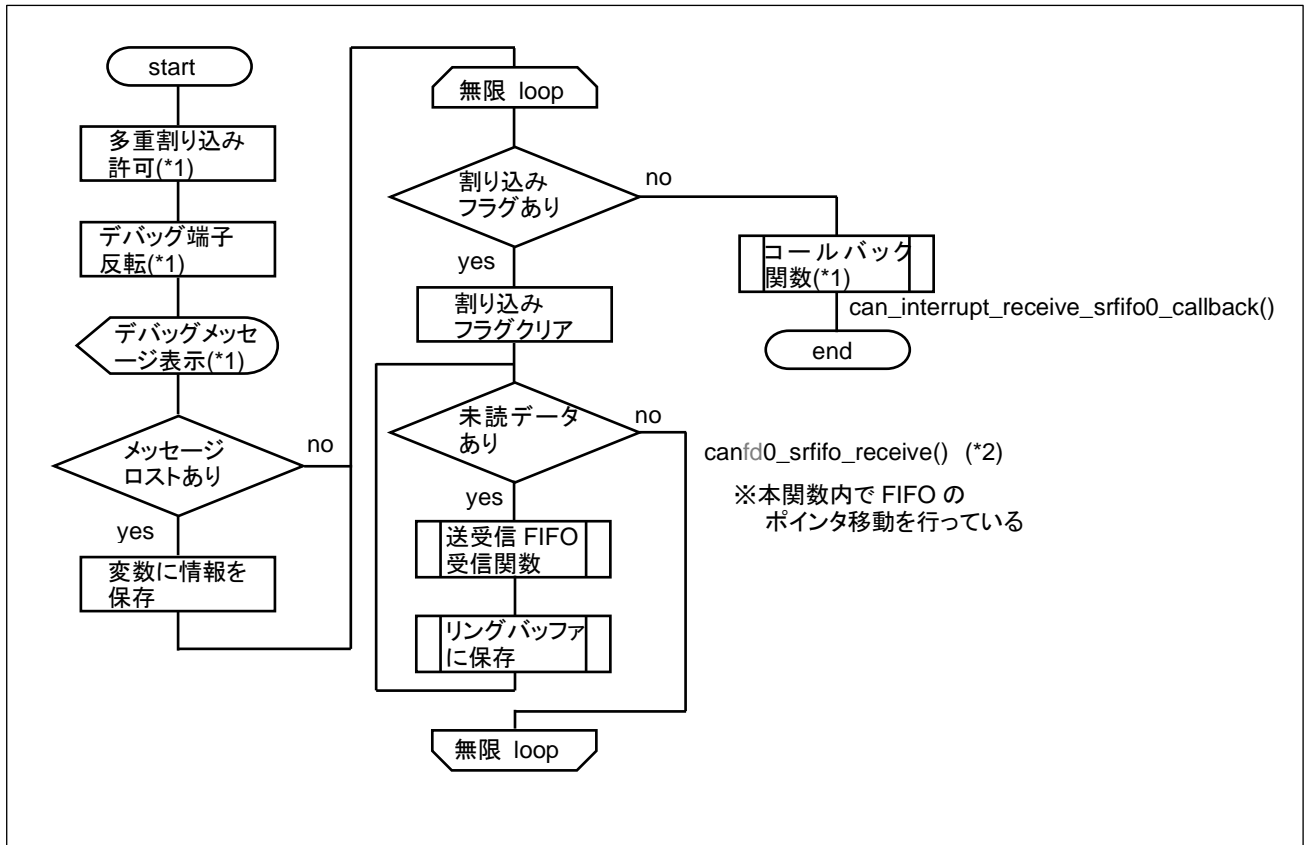 start
多重割り込み
許可(*1)
デバッグ端子
反転(*1)
デバッグメッセ
ージ表示(*1)
メッセージ
ロストあり
no
yes
変数に情報を
保存
無限 loop
割り込み
フラグあり
no
yes
割り込み
フラグクリア
未読データ
あり
no
yes
送受信 FIFO
受信関数
リングバッファ
に保存
無限 loop
コールバック
関数(*1)
can_interrupt_receive_srfifo0_callback()
end
canfd0_srfifo_receive() (*2)
※本関数内で FIFO の
ポインタ移動を行っている